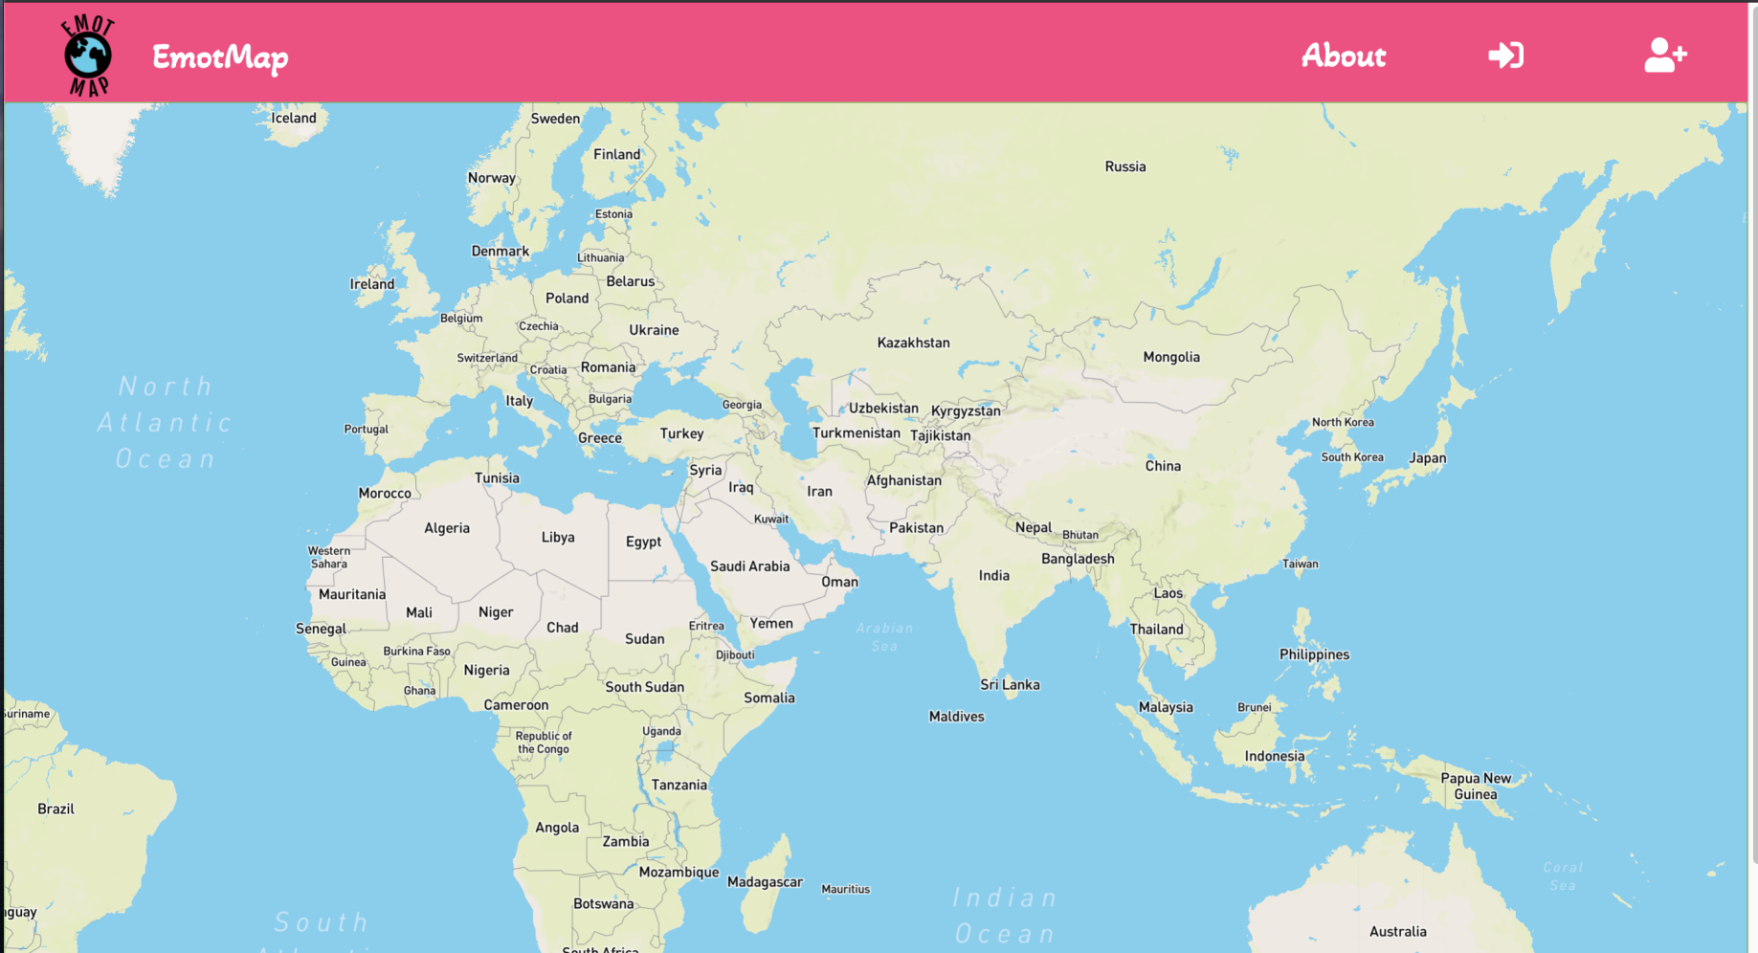 EMOT
MAP
EmotMap
About
Iceland
Sweden
Finland
Russia
Norway
Estonia
Denmark
Lithuania
Ireland
Belarus
Poland
Belgium
Czechia
Ukraine
Kazakhstan
Switzerland
Mongolia
Croatia
Romania
North
Atlantic
Ocean
Italy
Bulgaria
Georgia
Uzbekistan
Kyrgyzstan
North Korea
Portugal
Greece
Turkey
Turkmenistan
Tajikistan
South Korea
Japan
China
Syria
Tunisia
Afghanistan
Morocco
Iraq
Iran
Kuwait
Algeria
Libya
Egypt
Pakistan
Nepal
Bhutan
Western
Sahara
Bangladesh
Taiwan
Saudi Arabia
India
Oman
Mauritania
Laos
Mali
Niger
Chad
Eritrea
Yemen
Arabian
Sea
Senegal
Sudan
Thailand
Burkina Faso
Djibouti
Philippines
Guinea
Nigeria
Ghana
South Sudan
Sri Lanka
Somalia
Cameroon
Malaysia
Brunei
Suriname
Maldives
Uganda
Republic of
the Congo
Indonesia
Tanzania
Papua New
Guinea
Brazil
Angola
Zambia
Mozambique
Madagascar
Mauritius
Coral
Sea
Botswana
Indian
Ocean
aguay
South
Australia
South Africa